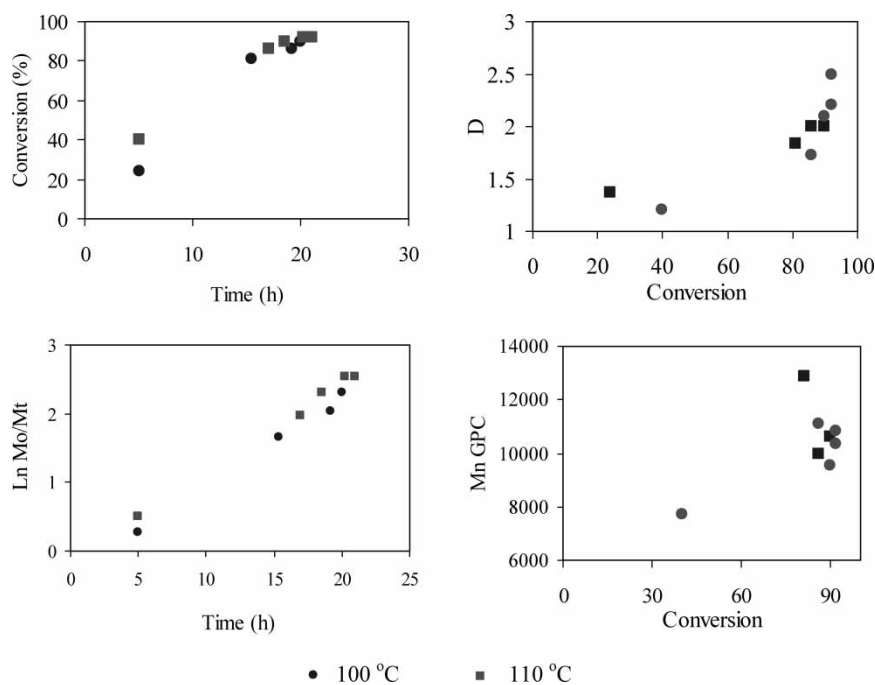 100
80
60
40
20
0
Conversion (%)
0 10 20 30
Time (h)
3
2.5
2
1.5
1
D
0 20 40 60 80 100
Conversion
3
2
1
0
Ln Mo/Mt
0 5 10 15 20 25
Time (h)
14000
12000
10000
8000
6000
Mn GPC
0 30 60 90
Conversion
100 °C 110 °C